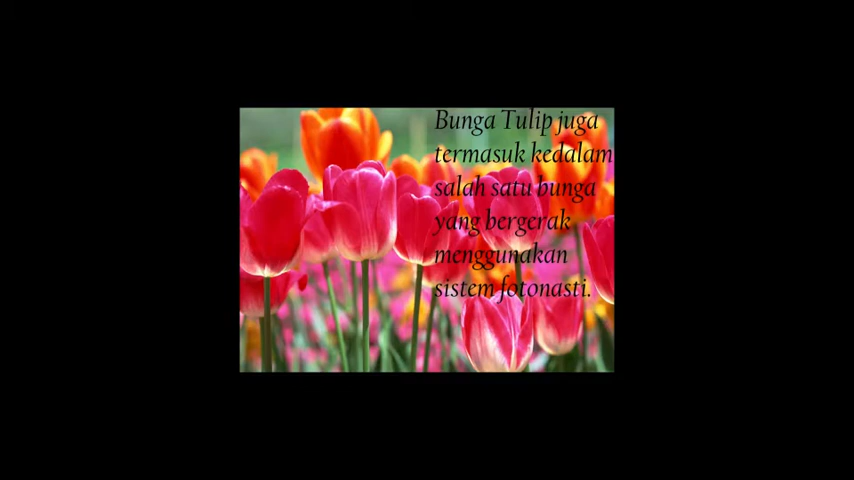 Bunga Tulip juga
termasuk kedalam
salah satu bunga
yang bergerak
menggunakan
sistem fotonasti.